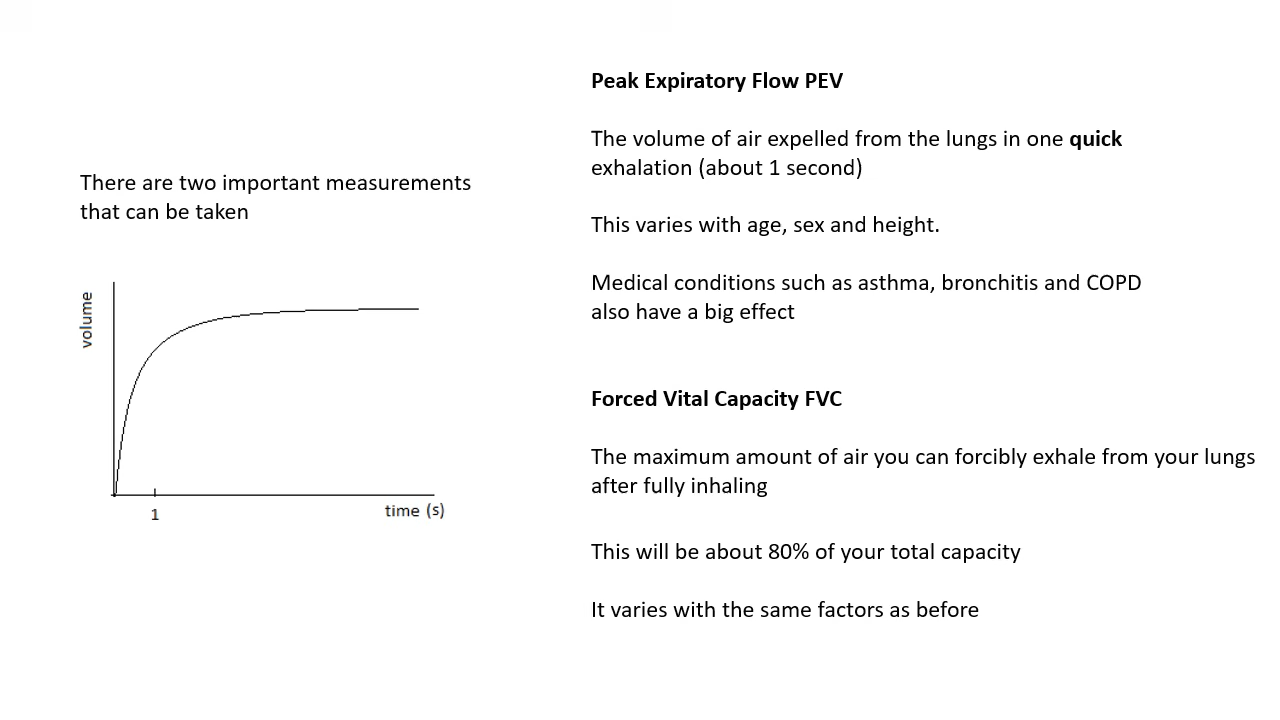 There are two important measurements
that can be taken
volume
1
time (s)
Peak Expiratory Flow PEV
The volume of air expelled from the lungs in one quick
exhalation (about 1 second)
This varies with age, sex and height.
Medical conditions such as asthma, bronchitis and COPD
also have a big effect
Forced Vital Capacity FVC
The maximum amount of air you can forcibly exhale from your lungs
after fully inhaling
This will be about 80% of your total capacity
It varies with the same factors as before